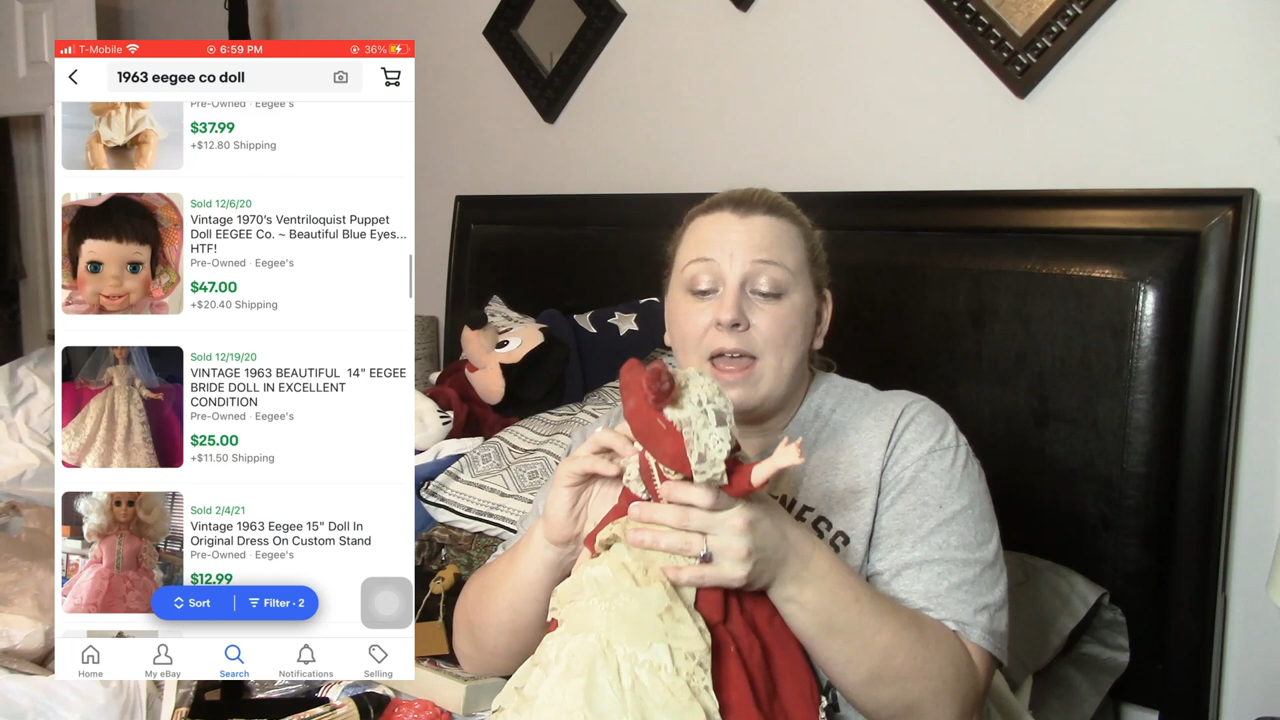 T-Mobile 6:59 PM 36%
1963 eegee co doll
Pre-Owned · Eegee's
$37.99
+$12.80 Shipping
Sold 12/6/20
Vintage 1970's Ventriloquist Puppet
Doll EEGEE Co. ~ Beautiful Blue Eyes...
HTF!
Pre-Owned · Eegee's
$47.00
+$20.40 Shipping
Sold 12/19/20
VINTAGE 1963 BEAUTIFUL 14" EEGEE
BRIDE DOLL IN EXCELLENT
CONDITION
Pre-Owned · Eegee's
$25.00
+$11.50 Shipping
Sold 2/4/21
Vintage 1963 Eegee 15" Doll In
Original Dress On Custom Stand
Pre-Owned · Eegee's
$12.99
Sort Filter · 2
Home My eBay Search Notifications Selling